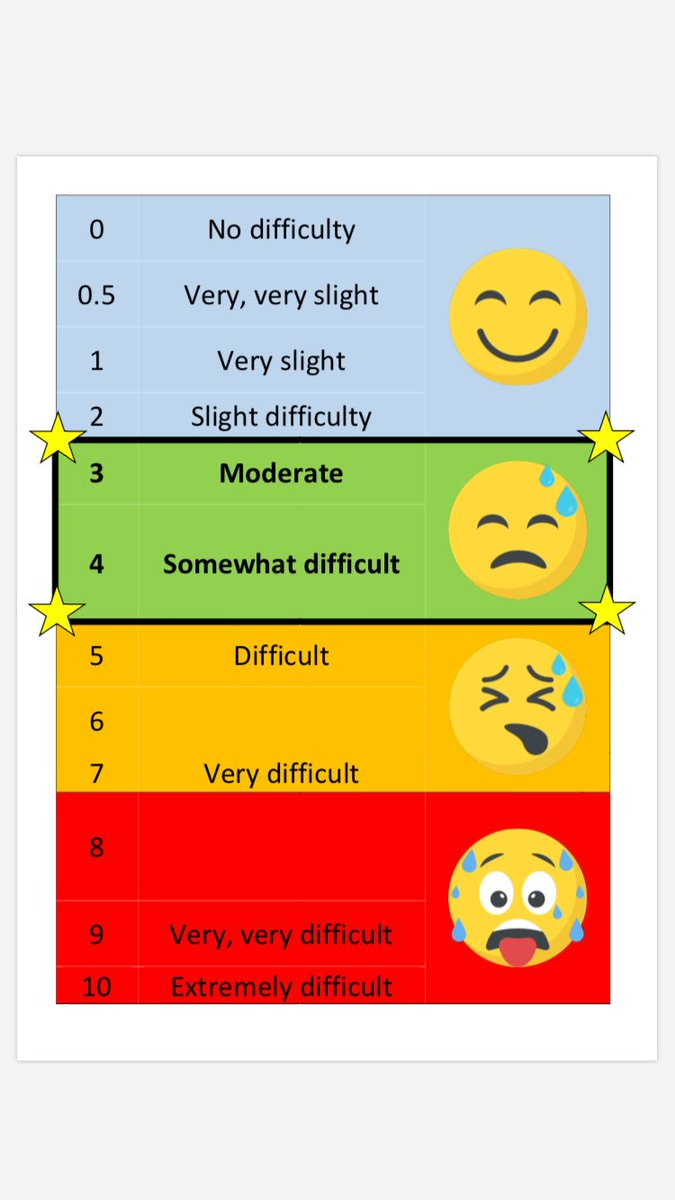 0 No difficulty
0.5 Very, very slight
1 Very slight
2 Slight difficulty
3 Moderate
4 Somewhat difficult
5 Difficult
6
7 Very difficult
8
9 Very, very difficult
10 Extremely difficult